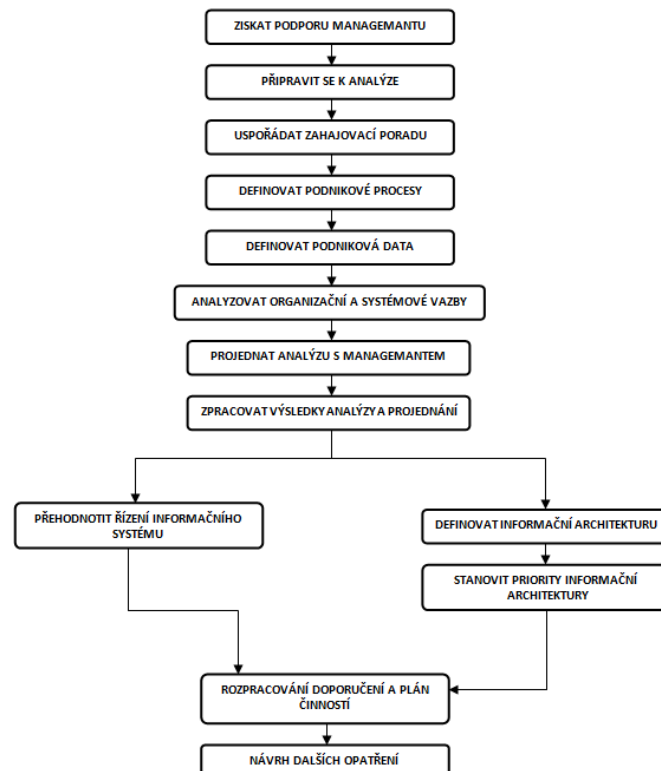 ZISKAT PODPORU MANAGEMANTU
PŘIPRAVIT SE K ANALÝZE
USPOŘÁDAT ZAHAJOVACÍ PORADU
DEFINOVAT PODNIKOVÉ PROCESY
DEFINOVAT PODNIKOVÁ DATA
ANALYZOVAT ORGANIZAČNÍ A SYSTÉMOVÉ VAZBY
PROJEDNAT ANALÝZU S MANAGEMANTEM
ZPRACOVAT VÝSLEDKY ANALÝZY A PROJEDNÁNÍ
PŘEHODNOTIT ŘÍZENÍ INFORMAČNÍHO
SYSTÉMU
DEFINOVAT INFORMAČNÍ ARCHITEKTURU
STANOVIT PRIORITY INFORMAČNÍ
ARCHITEKTURY
ROZPRACOVÁNÍ DOPORUČENÍ A PLÁN
ČINNOSTÍ
NÁVRH DALŠÍCH OPATŘENÍ